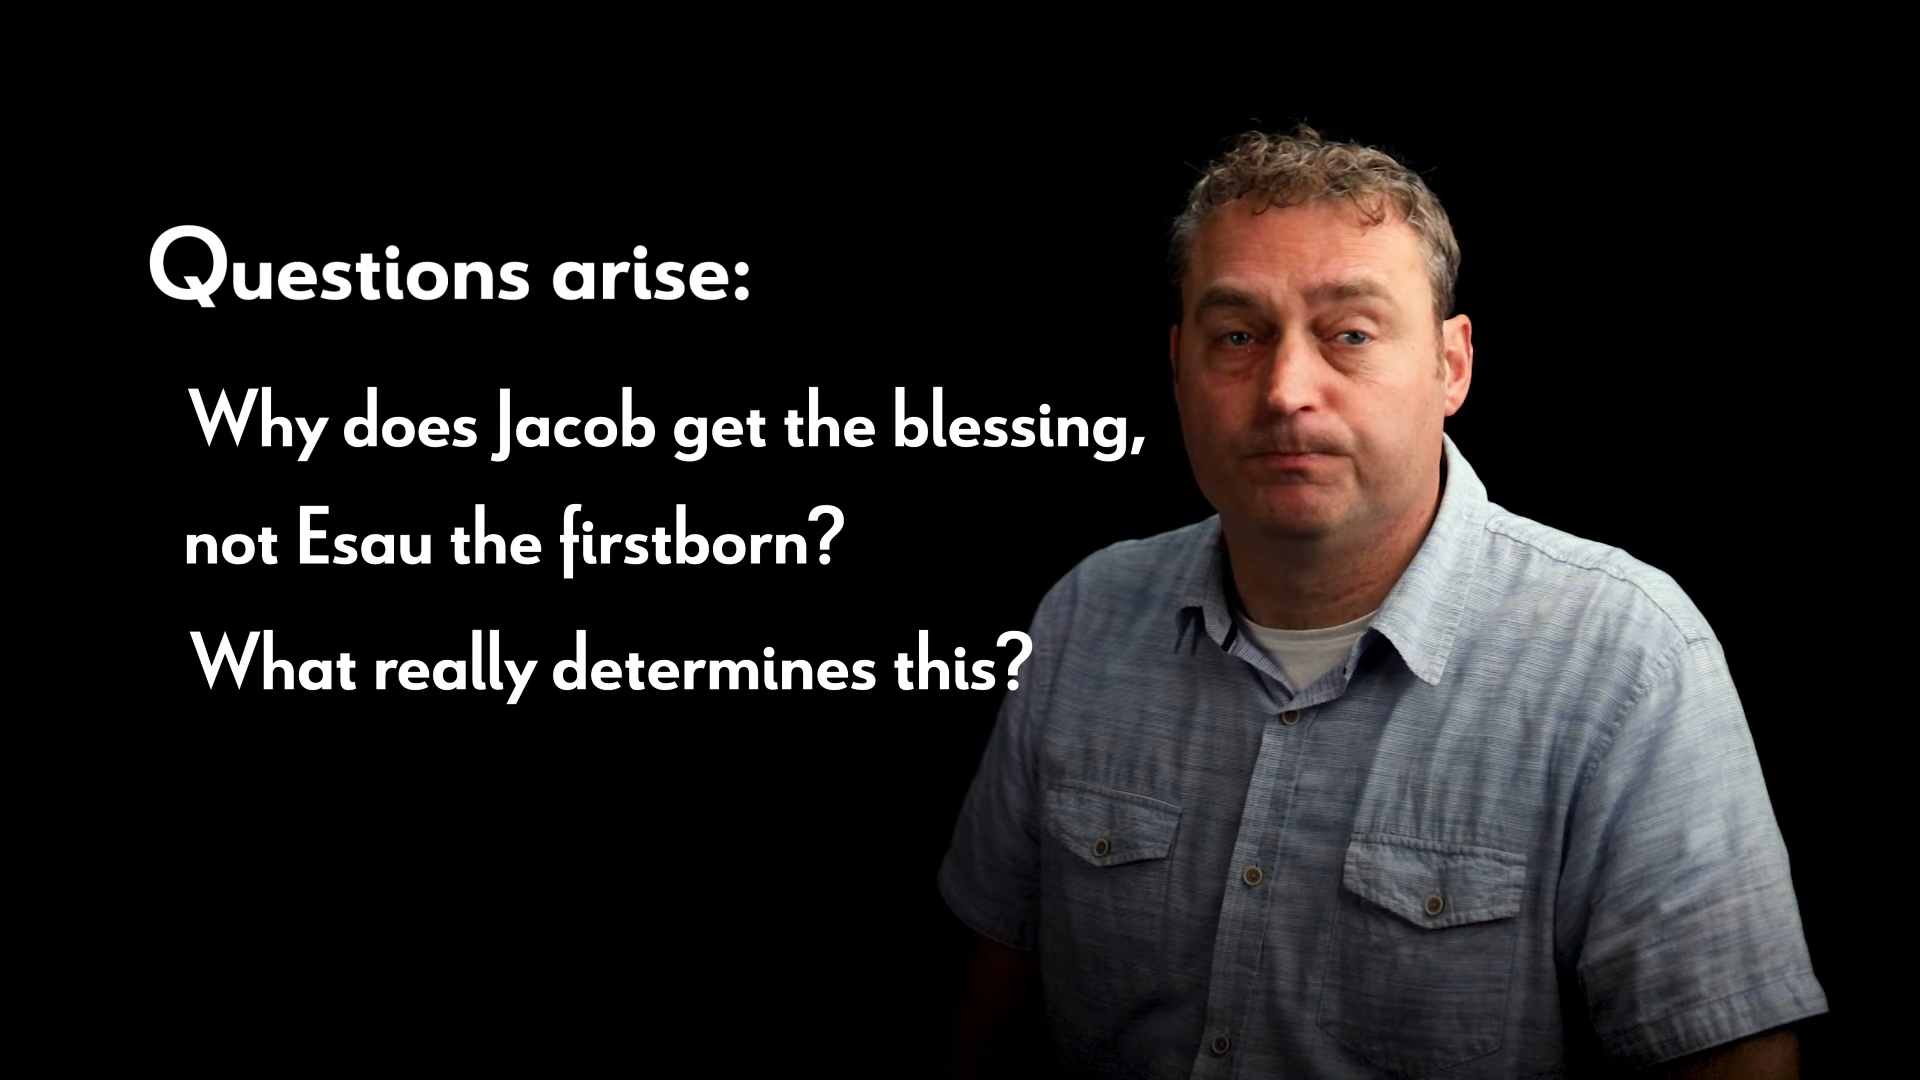 Questions arise:
Why does Jacob get the blessing,
not Esau the firstborn?
What really determines this?